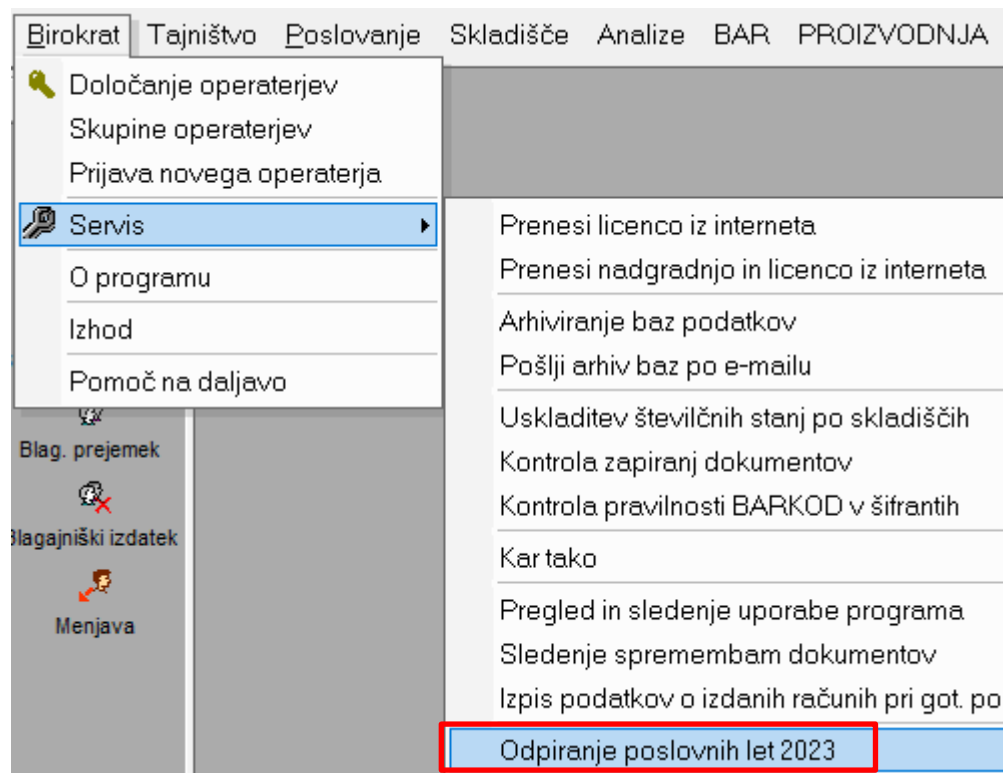 Birokrat Tajništvo Poslovanje Skladišče Analize BAR PROIZVODNJA
Določanje operaterjev
Skupine operaterjev
Prijava novega operaterja
Servis
O programu
Izhod
Pomoč na daljavo
Prenesi licenco iz interneta
Prenesi nadgradnjo in licenco iz interneta
Arhiviranje baz podatkov
Pošlji arhiv baz po e-mailu
Uskladitev številčnih stanj po skladiščih
Kontrola zapiranj dokumentov
Kontrola pravilnosti BARKOD v šifrantih
Kar tako
Pregled in sledenje uporabe programa
Sledenje spremembam dokumentov
Izpis podatkov o izdanih računih pri got. po
Odpiranje poslovnih let 2023
Blag. prejemek
lagajniški izdatek
Menjava